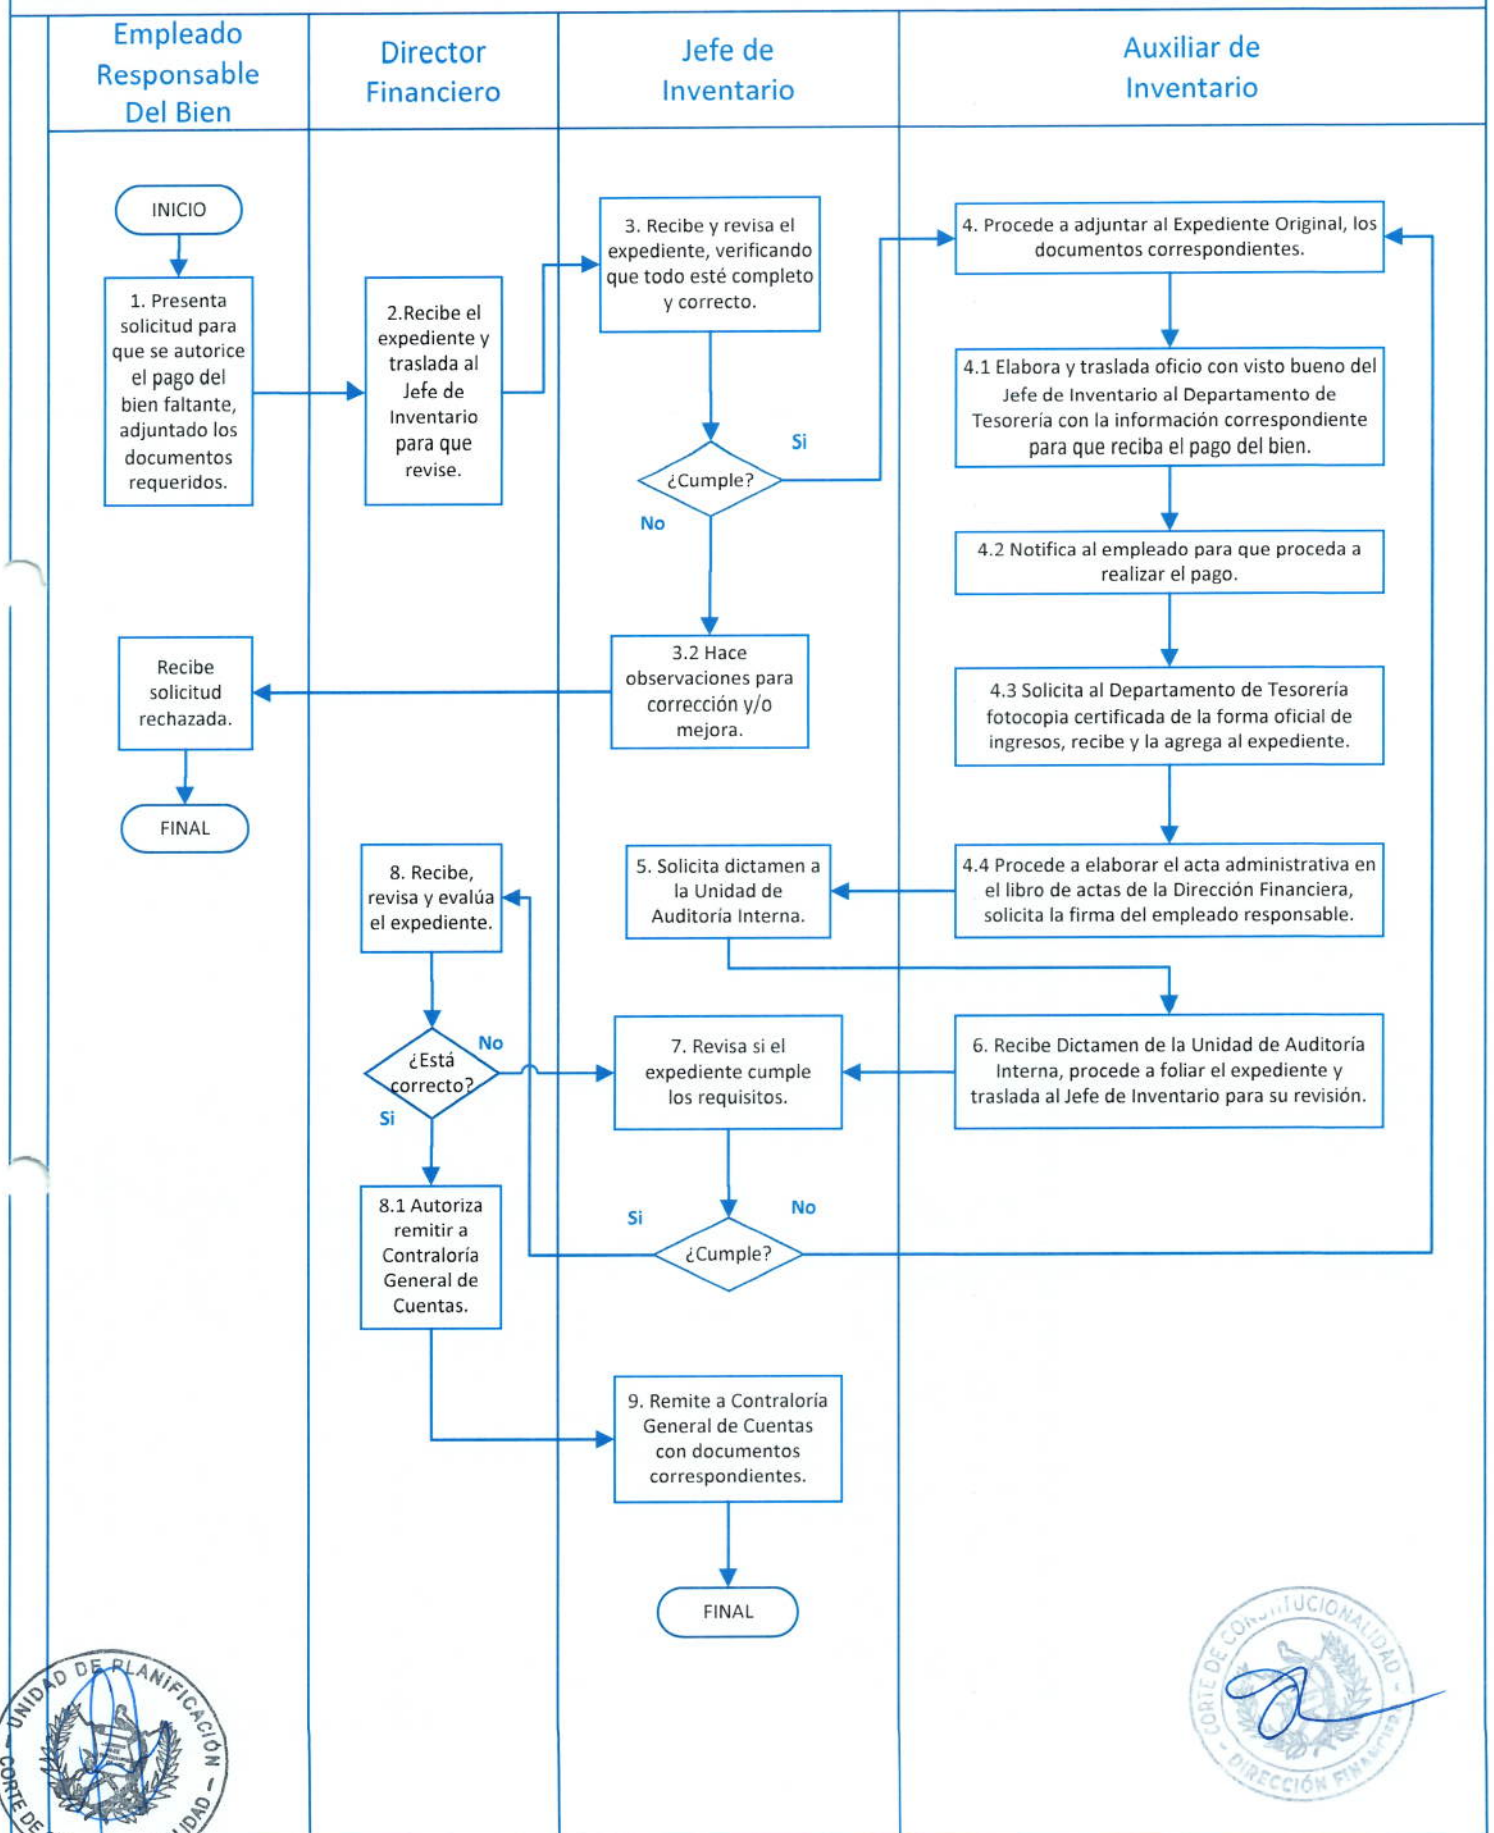 Empleado
Responsable
Del Bien
Director
Financiero
Jefe de
Inventario
Auxiliar de
Inventario
INICIO
1. Presenta
solicitud para
que se autorice
el pago del
bien faltante,
adjuntado los
documentos
requeridos.
2.Recibe el
expediente y
traslada al
Jefe de
Inventario
para que
revise.
3. Recibe y revisa el
expediente, verificando
que todo esté completo
y correcto.
4. Procede a adjuntar al Expediente Original, los
documentos correspondientes.
4.1 Elabora y traslada oficio con visto bueno del
Jefe de Inventario al Departamento de
Tesorería con la información correspondiente
para que reciba el pago del bien.
Si
¿Cumple?
No
4.2 Notifica al empleado para que proceda a
realizar el pago.
Recibe
solicitud
rechazada.
3.2 Hace
observaciones para
corrección y/o
mejora.
4.3 Solicita al Departamento de Tesorería
fotocopia certificada de la forma oficial de
ingresos, recibe y la agrega al expediente.
FINAL
8. Recibe,
revisa y evalúa
el expediente.
5. Solicita dictamen a
la Unidad de
Auditoría Interna.
4.4 Procede a elaborar el acta administrativa en
el libro de actas de la Dirección Financiera,
solicita la firma del empleado responsable.
¿Está
correcto?
No
Si
7. Revisa si el
expediente cumple
los requisitos.
6. Recibe Dictamen de la Unidad de Auditoría
Interna, procede a foliar el expediente y
traslada al Jefe de Inventario para su revisión.
8.1 Autoriza
remitir a
Contraloría
General de
Cuentas.
Si
¿Cumple?
No
9. Remite a Contraloría
General de Cuentas
con documentos
correspondientes.
FINAL
UNIDAD DE PLANIFICACIÓN
CORTE DE
CORTE DE CONSTITUCIONALIDAD
DIRECCIÓN FINANCIERA